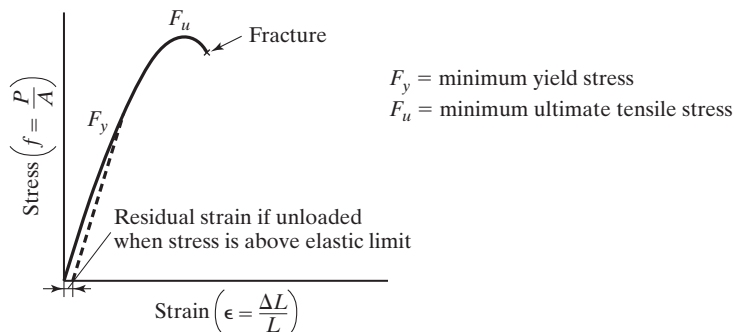 F_u
Fracture
F_y = minimum yield stress
F_u = minimum ultimate tensile stress
F_y
Stress (f = P/A)
Residual strain if unloaded
when stress is above elastic limit
Strain (ϵ = ΔL/L)